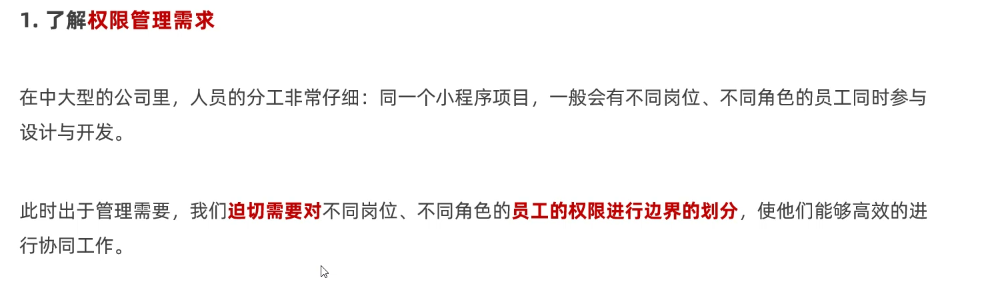 1. 了解权限管理需求
在中大型的公司里，人员的分工非常仔细：同一个小程序项目，一般会有不同岗位、不同角色的员工同时参与
设计与开发。
此时出于管理需要，我们迫切需要对不同岗位、不同角色的员工的权限进行边界的划分，使他们能够高效的进
行协同工作。